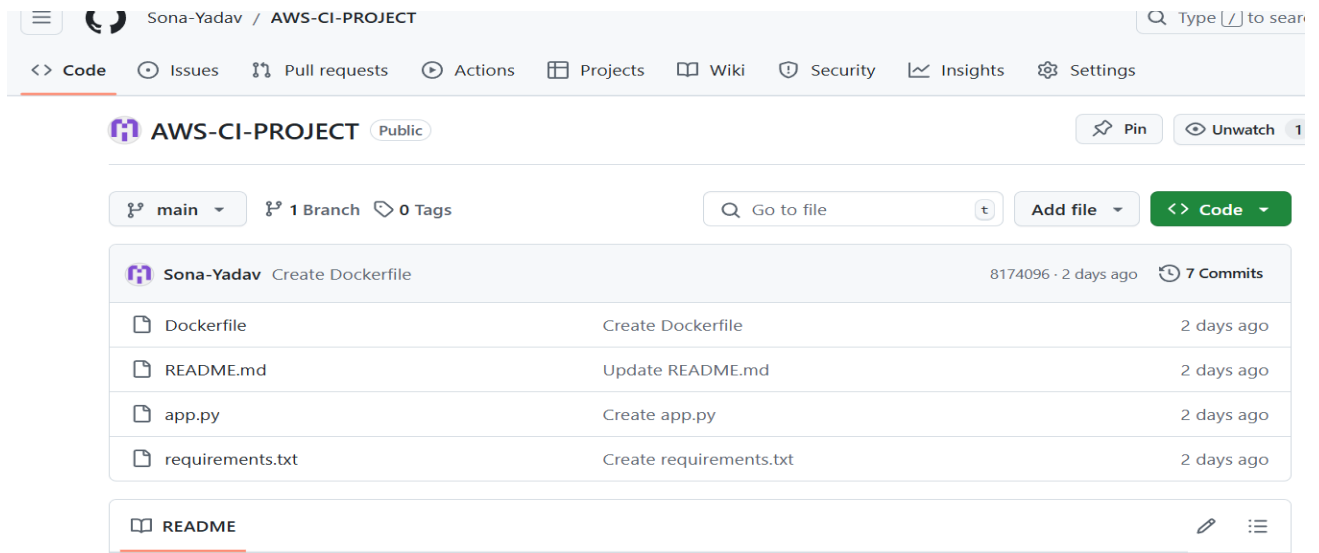 Sona-Yadav / AWS-CI-PROJECT Type / to sear
Code Issues Pull requests Actions Projects Wiki Security Insights Settings
AWS-CI-PROJECT Public Pin Unwatch 1
main 1 Branch 0 Tags Go to file t Add file <> Code
Sona-Yadav Create Dockerfile 8174096 · 2 days ago 7 Commits
Dockerfile Create Dockerfile 2 days ago
README.md Update README.md 2 days ago
app.py Create app.py 2 days ago
requirements.txt Create requirements.txt 2 days ago
README